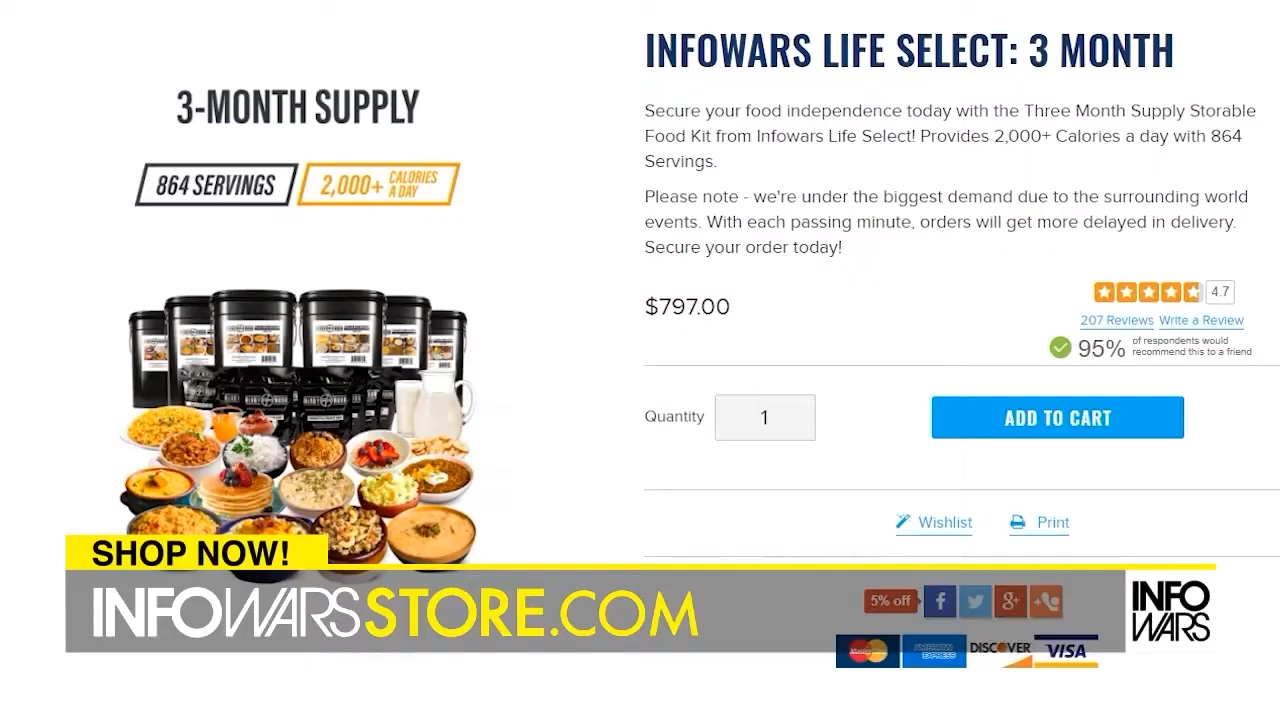 INFOWARS LIFE SELECT: 3 MONTH
3-MONTH SUPPLY
864 SERVINGS
2,000+ CALORIES A DAY
Secure your food independence today with the Three Month Supply Storable
Food Kit from Infowars Life Select! Provides 2,000+ Calories a day with 864
Servings.
Please note - we're under the biggest demand due to the surrounding world
events. With each passing minute, orders will get more delayed in delivery.
Secure your order today!
$797.00
4.7
207 Reviews Write a Review
95% of respondents would
recommend this to a friend
Quantity 1
ADD TO CART
Wishlist Print
SHOP NOW!
INFOWARSSTORE.COM
5% off
INFO
WARS
MasterCard
AMERICAN
EXPRESS
DISCOVER
VISA